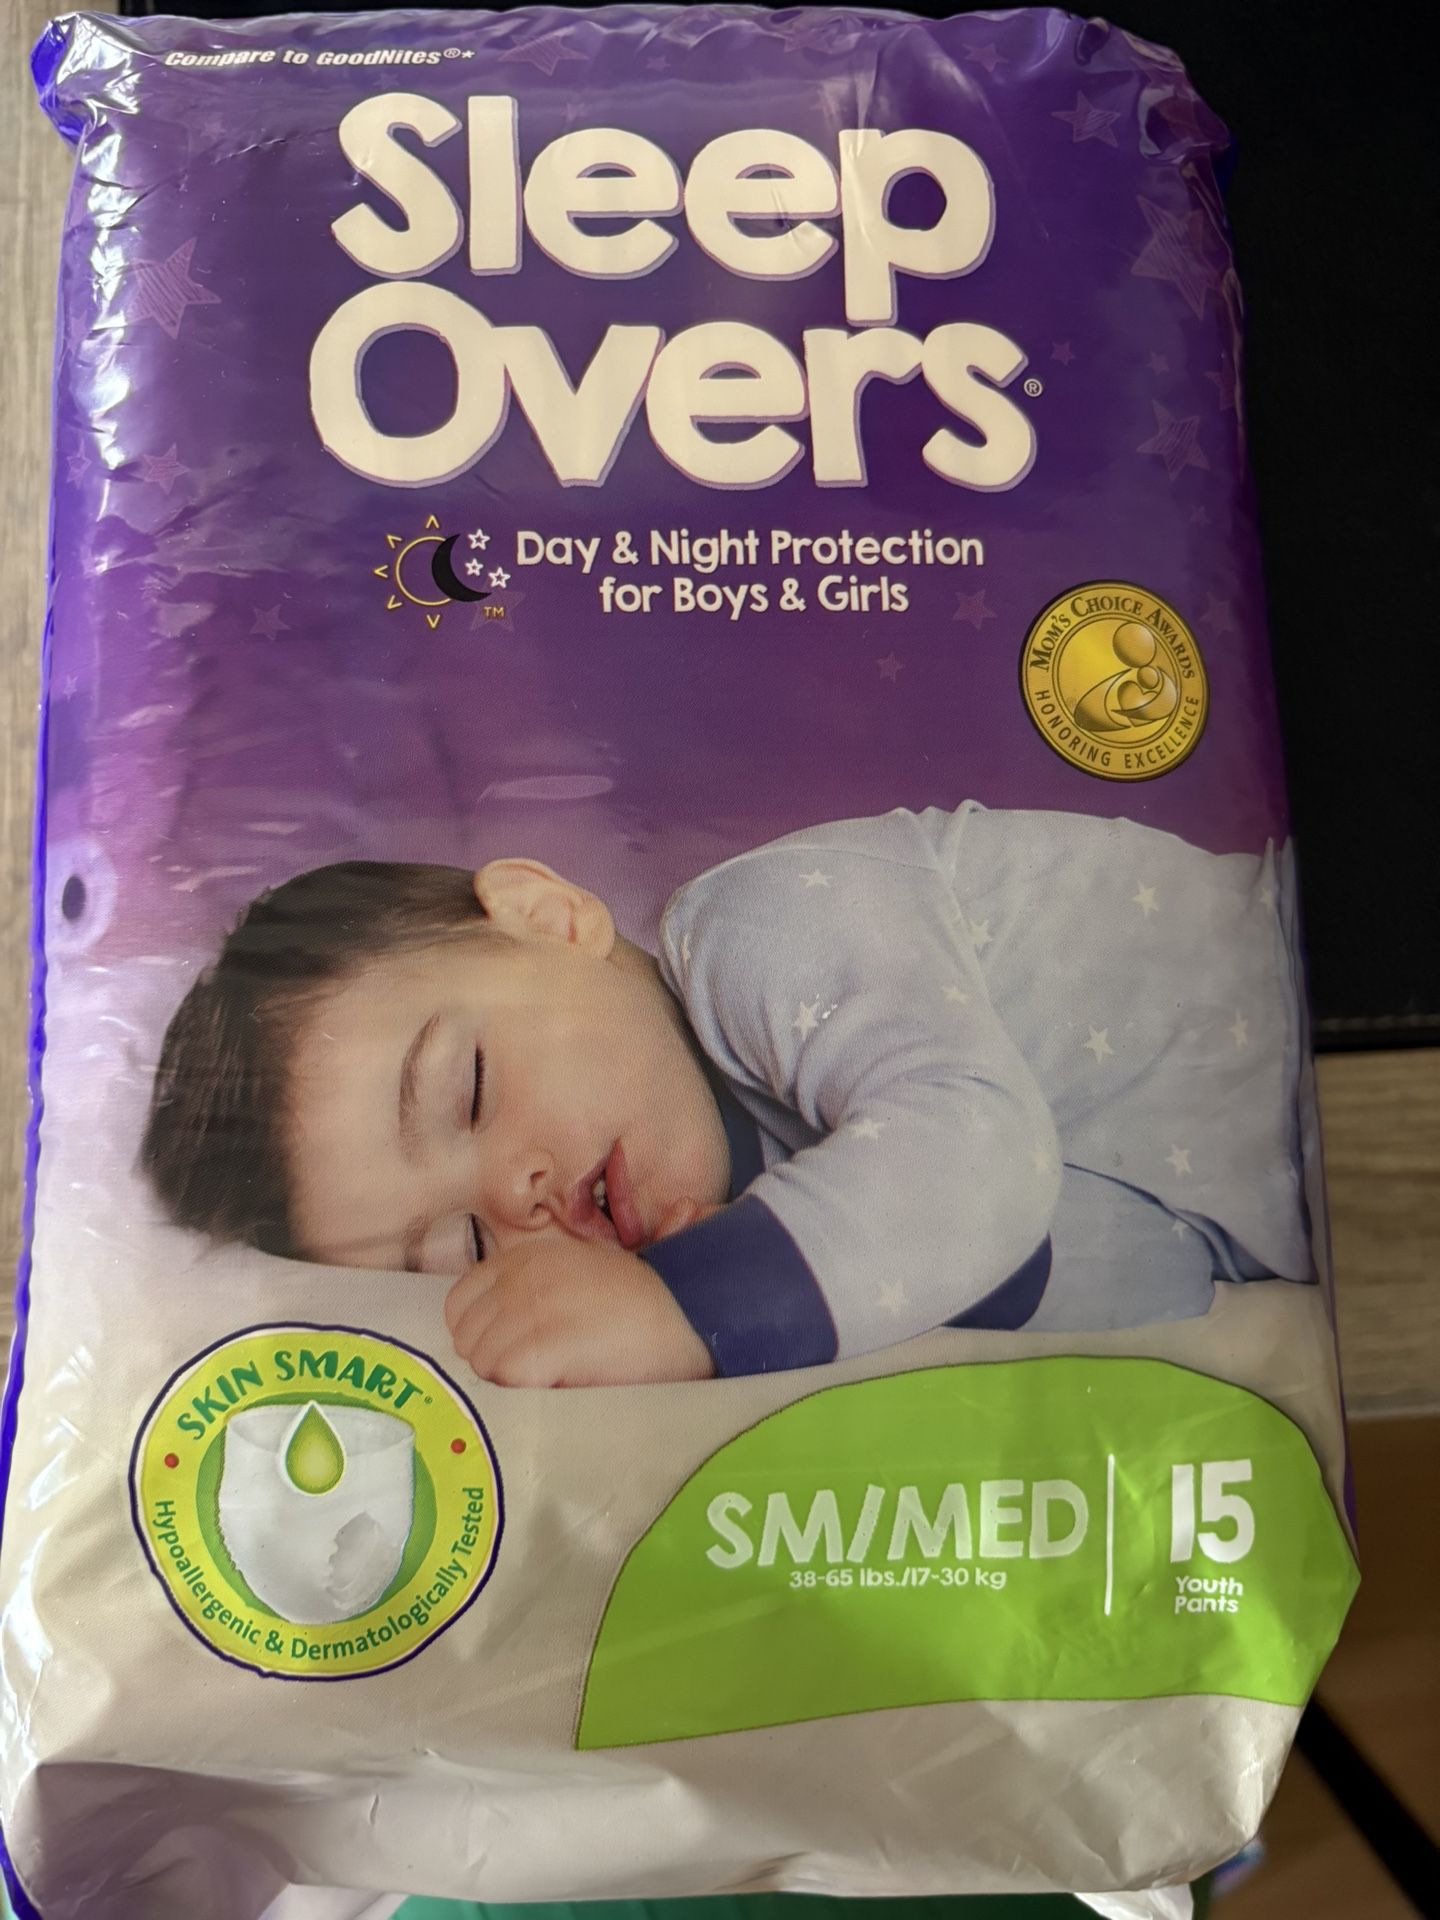 Compare to GoodNites®*
Sleep
Overs®
Day & Night Protection
for Boys & Girls
TM
MOM'S CHOICE AWARDS
HONORING EXCELLENCE
SKIN SMART®
Hypoallergenic & Dermatologically Tested
SM/MED
38-65 lbs./17-30 kg
15
Youth
Pants